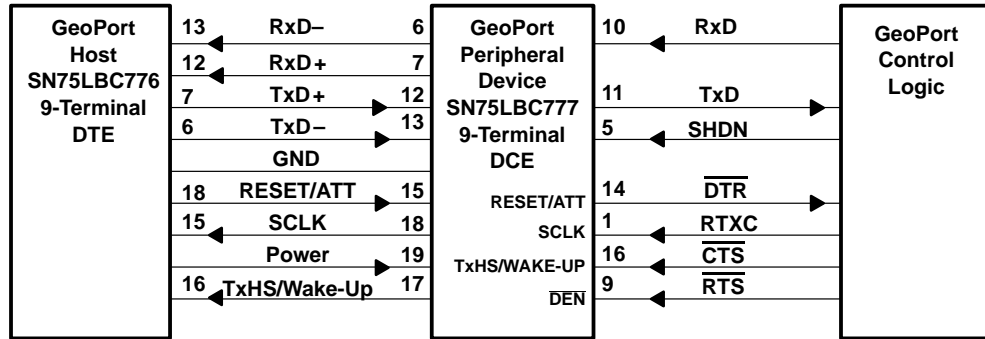 GeoPort
Host
SN75LBC776
9-Terminal
DTE
13 RxD– 6
12 RxD+ 7
7 TxD+ 12
6 TxD– 13
GND
18 RESET/ATT 15
15 SCLK 18
Power 19
16 TxHS/Wake-Up 17
GeoPort
Peripheral
Device
SN75LBC777
9-Terminal
DCE
RESET/ATT
SCLK
TxHS/WAKE-UP
DEN
10 RxD
11 TxD
5 SHDN
14 DTR
1 RTXC
16 CTS
9 RTS
GeoPort
Control
Logic